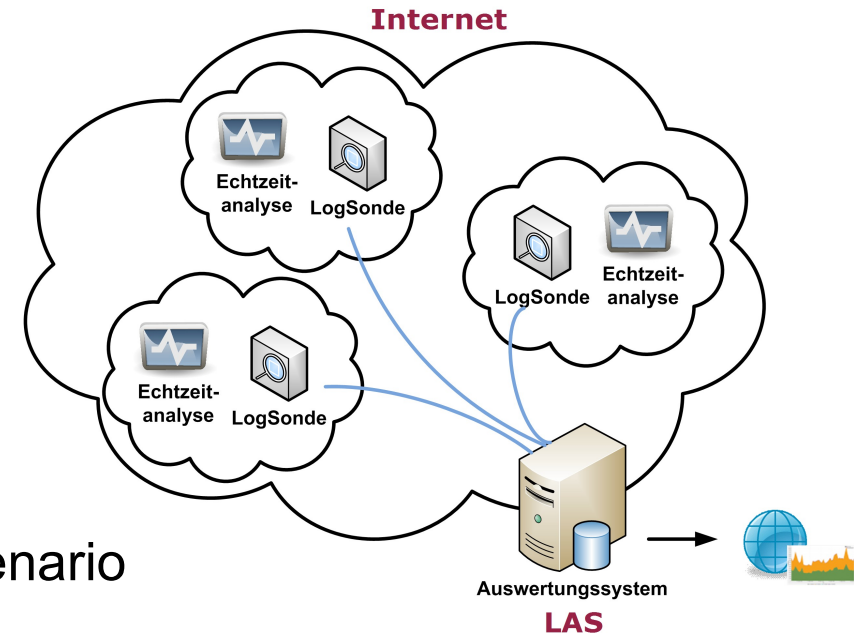 Internet
Echtzeit-
analyse
LogSonde
LogSonde
Echtzeit-
analyse
Echtzeit-
analyse
LogSonde
enario
Auswertungssystem
LAS